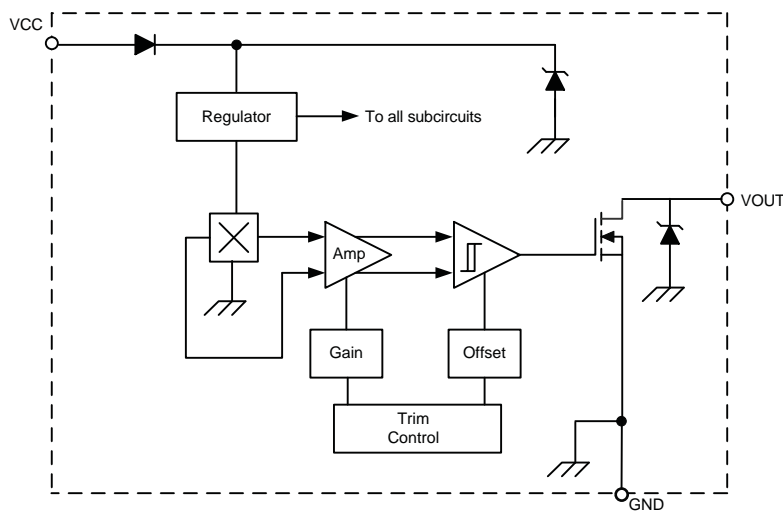 VCC
Regulator
To all subcircuits
VOUT
Amp
Gain
Offset
Trim
Control
GND